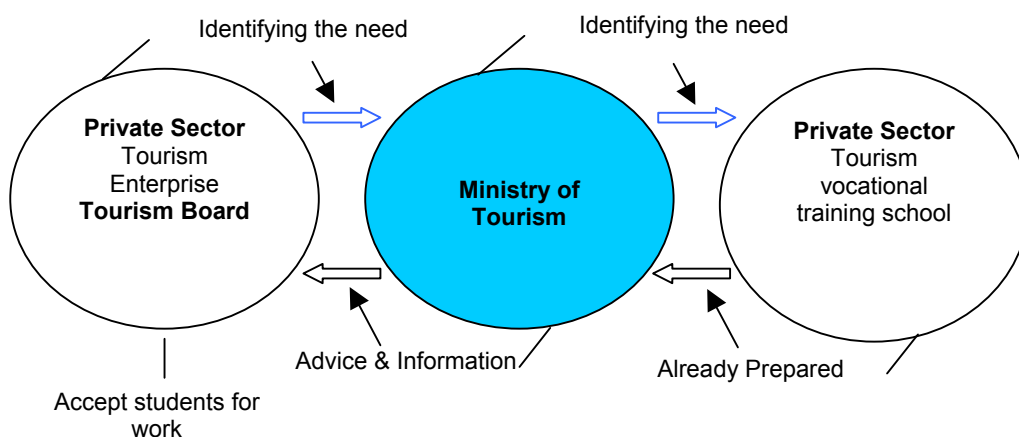 Identifying the need
Identifying the need
Private Sector
Tourism
Enterprise
Tourism Board
Ministry of
Tourism
Private Sector
Tourism
vocational
training school
Advice & Information
Already Prepared
Accept students for
work